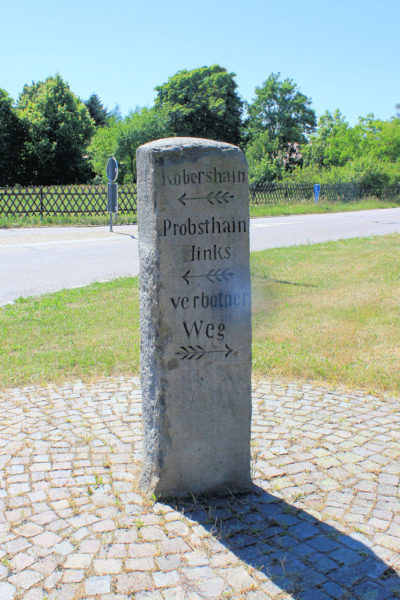 Kobershain
Probsthain
links
verbotner
Weg